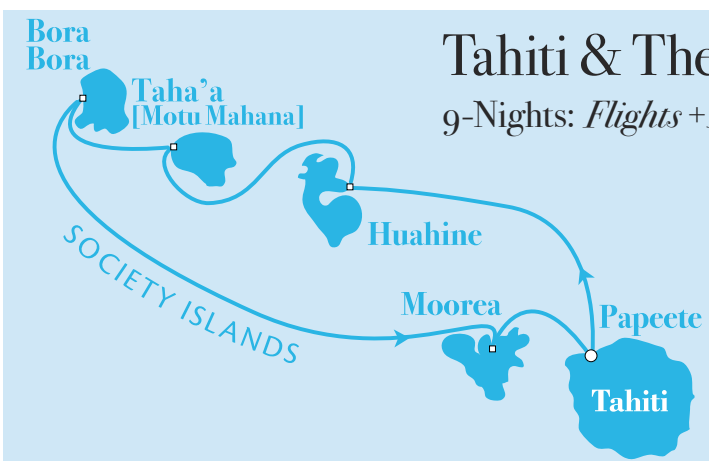 Bora
Bora
Tahiti & The
9-Nights: Flights +
Taha’a
[Motu Mahana]
Huahine
SOCIETY ISLANDS
Moorea
Papeete
Tahiti